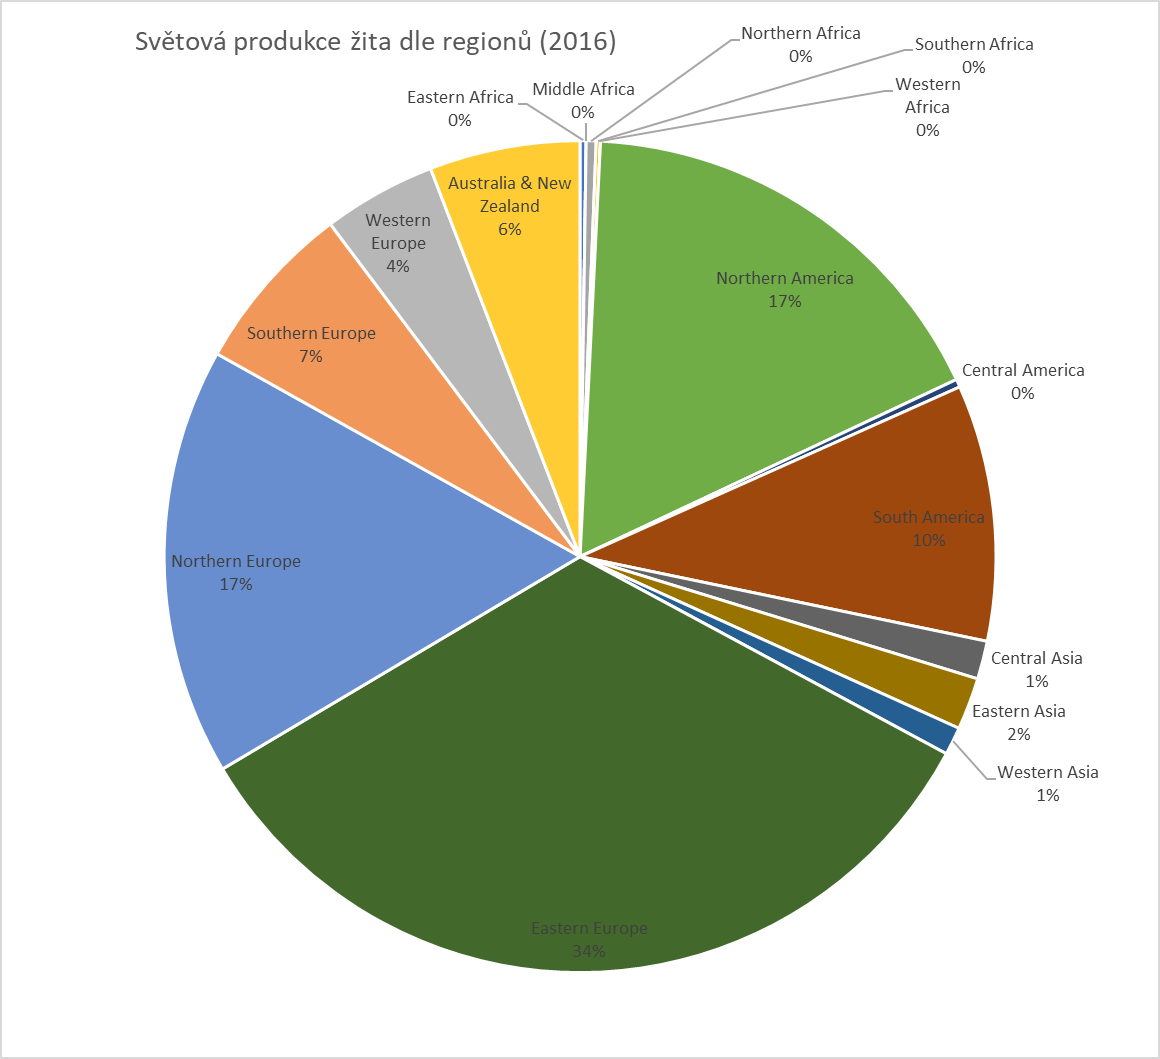 Světová produkce žita dle regionů (2016)
Northern Africa
0%
Southern Africa
0%
Western
Africa
0%
Middle Africa
0%
Eastern Africa
0%
Australia & New
Zealand
6%
Western
Europe
4%
Northern America
17%
Southern Europe
7%
Central America
0%
South America
10%
Northern Europe
17%
Central Asia
1%
Eastern Asia
2%
Western Asia
1%
Eastern Europe
34%